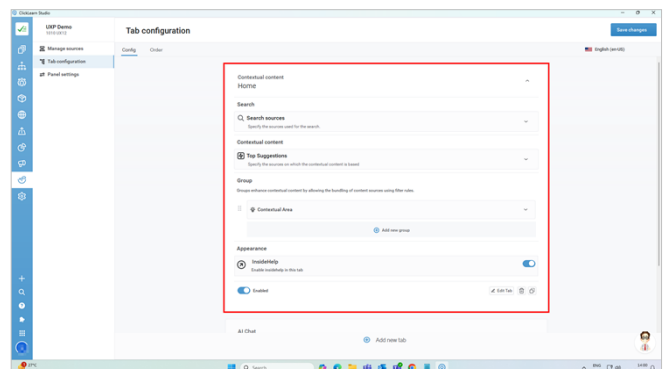 ClickLearn Studio
UXP Demo
Tab configuration
Save changes
Manage sources
Tab configuration
Panel settings
Config
Order
English (en-US)
Contextual content
Home
Search
Search sources
Specify the sources used for the search.
Contextual content
Top Suggestions
Specify the sources on which the contextual content is based.
Group
Groups enhance contextual content by allowing the bundling of content sources using filter rules.
Contextual Area
Add new group
Appearance
InsideHelp
Enable insidehelp in this tab
Enabled
Edit Tab
AI Chat
Add new tab
Search
ENG
14:00